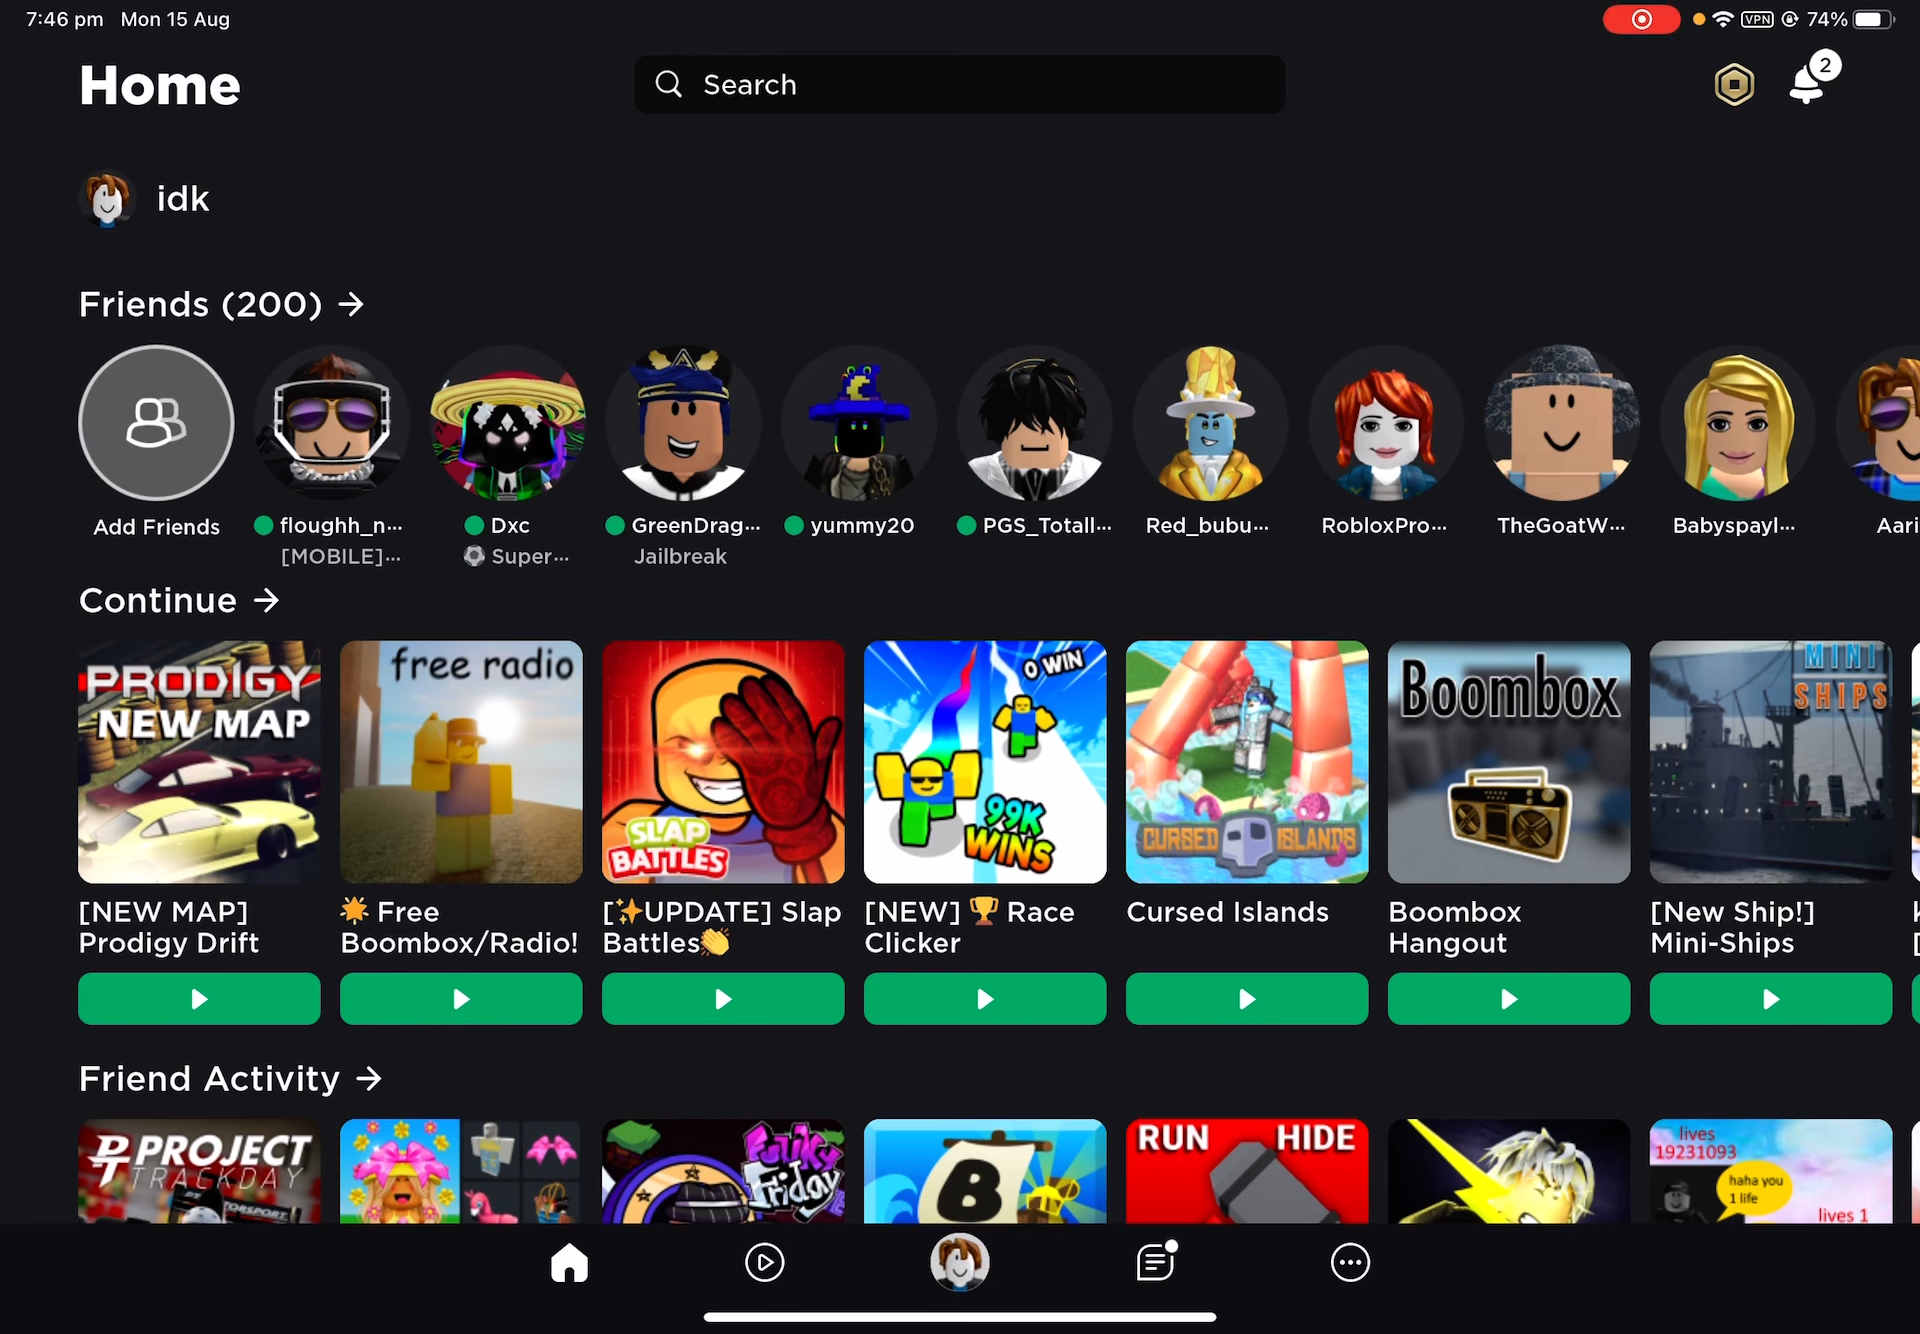 7:46 pm Mon 15 Aug
VPN 74%
Home
Search
2
idk
Friends (200) →
Add Friends
floughh_n...
Dxc
GreenDrag...
yummy20
PGS_Totall...
Red_bubu...
RobloxPro...
TheGoatW...
Babyspayl...
Aari
[MOBILE]...
⚽ Super...
Jailbreak
Continue →
PRODIGY
NEW MAP
free radio
SLAP
BATTLES
0 WIN
99K
WINS
CURSED ISLANDS
Boombox
MINI
SHIPS
[NEW MAP]
Prodigy Drift
🌟 Free
Boombox/Radio!
[✨UPDATE] Slap
Battles👏
[NEW] 🏆 Race
Clicker
Cursed Islands
Boombox
Hangout
[New Ship!]
Mini-Ships
Friend Activity →
PROJECT
TRACKDAY
Funky
Friday
B
RUN HIDE
lives
19231093
haha you
1 life
lives 1